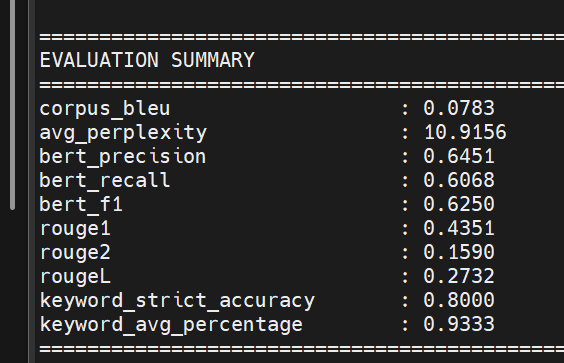 ==============================================
EVALUATION SUMMARY
==============================================
corpus_bleu : 0.0783
avg_perplexity : 10.9156
bert_precision : 0.6451
bert_recall : 0.6068
bert_f1 : 0.6250
rouge1 : 0.4351
rouge2 : 0.1590
rougeL : 0.2732
keyword_strict_accuracy : 0.8000
keyword_avg_percentage : 0.9333
==============================================